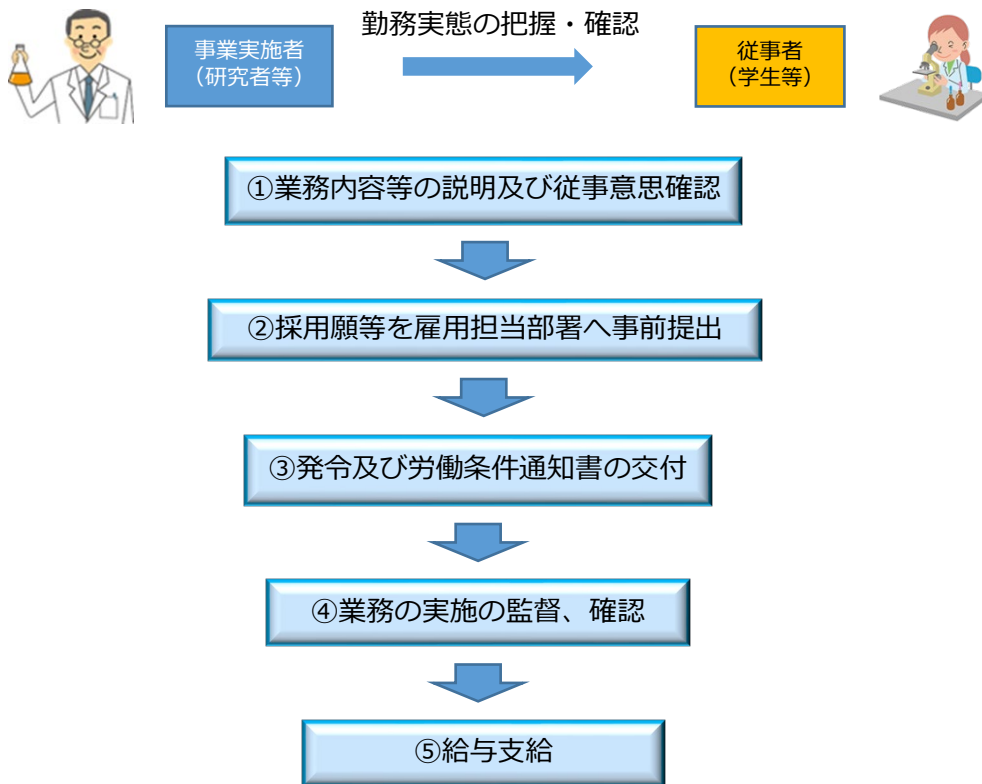 勤務実態の把握・確認
事業実施者
（研究者等）
従事者
（学生等）
①業務内容等の説明及び従事意思確認
②採用願等を雇用担当部署へ事前提出
③発令及び労働条件通知書の交付
④業務の実施の監督、確認
⑤給与支給